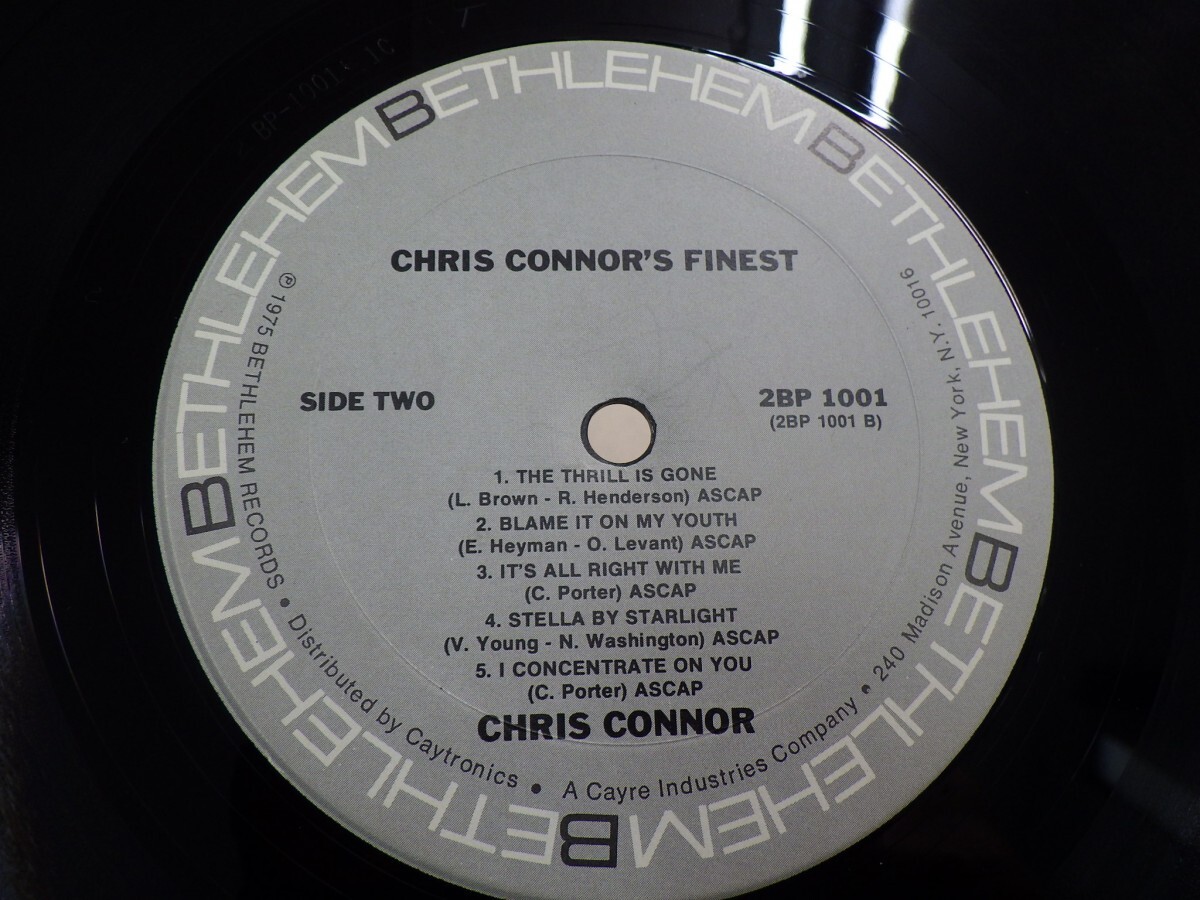 BETHLEHEM BETHLEHEM BETHLEHEM BETHLEHEM BETHLEHEM BETHLEHEM
CHRIS CONNOR'S FINEST
SIDE TWO
2BP 1001
(2BP 1001 B)
1. THE THRILL IS GONE
(L. Brown - R. Henderson) ASCAP
2. BLAME IT ON MY YOUTH
(E. Heyman - O. Levant) ASCAP
3. IT'S ALL RIGHT WITH ME
(C. Porter) ASCAP
4. STELLA BY STARLIGHT
(V. Young - N. Washington) ASCAP
5. I CONCENTRATE ON YOU
(C. Porter) ASCAP
CHRIS CONNOR
℗ 1975 BETHLEHEM RECORDS • Distributed by Caytronics • A Cayre Industries Company • 240 Madison Avenue, New York, N.Y. 10016